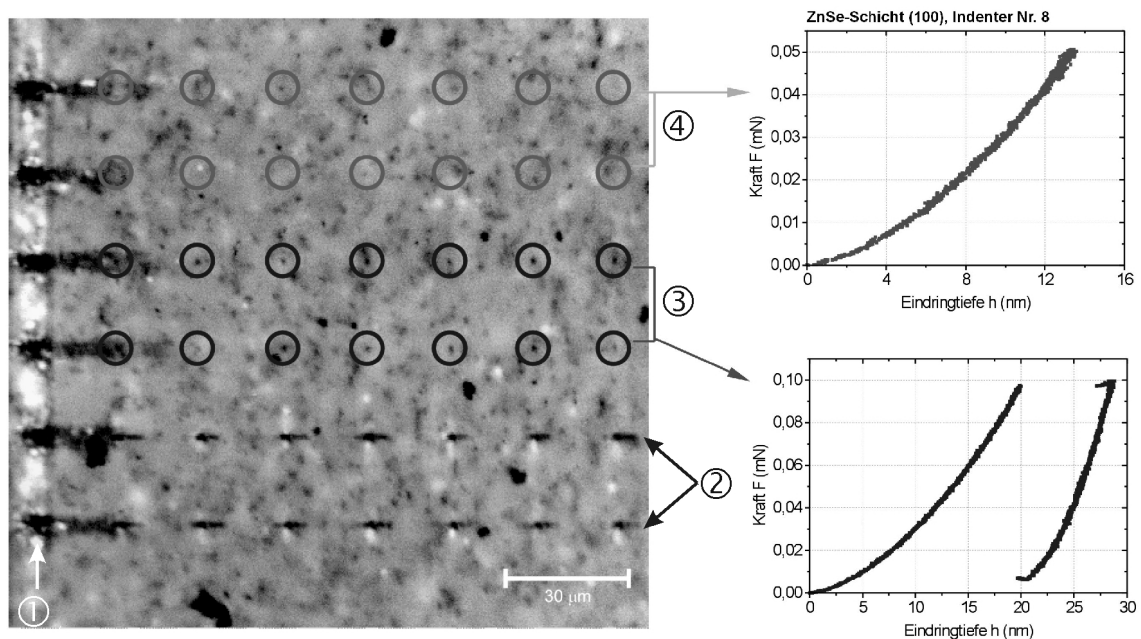 ZnSe-Schicht (100), Indenter Nr. 8
④
③
②
①
30 µm
Kraft F (mN)
0,05
0,04
0,03
0,02
0,01
0,00
0 4 8 12 16
Eindringtiefe h (nm)
Kraft F (mN)
0,10
0,08
0,06
0,04
0,02
0,00
0 5 10 15 20 25 30
Eindringtiefe h (nm)